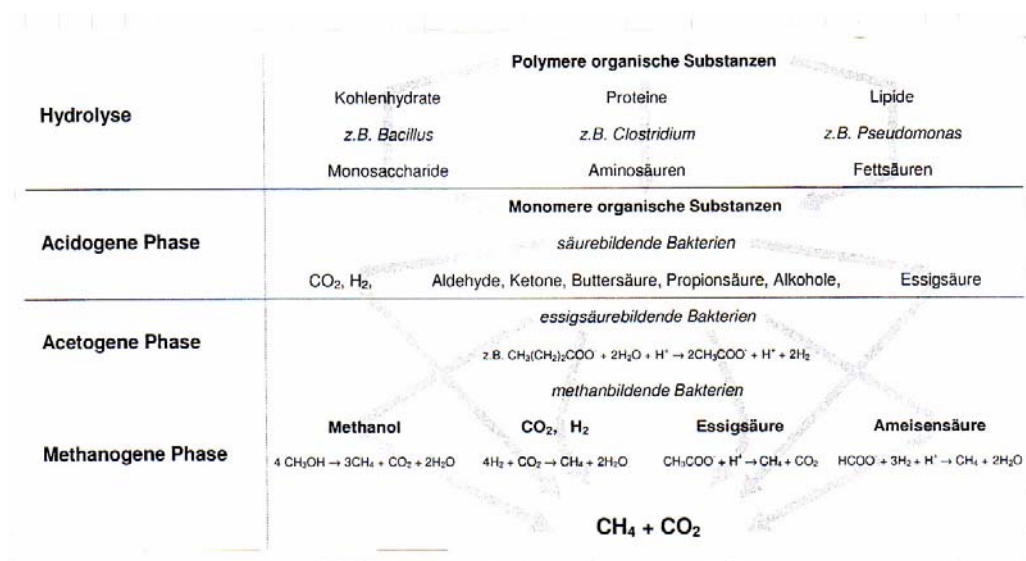 Polymere organische Substanzen
Hydrolyse
Kohlenhydrate Proteine Lipide
z.B. Bacillus z.B. Clostridium z.B. Pseudomonas
Monosaccharide Aminosäuren Fettsäuren
Monomere organische Substanzen
Acidogene Phase
säurebildende Bakterien
CO₂, H₂, Aldehyde, Ketone, Buttersäure, Propionsäure, Alkohole, Essigsäure
essigsäurebildende Bakterien
Acetogene Phase
z.B. CH₃(CH₂)₂COO⁻ + 2H₂O + H⁺ → 2CH₃COO⁻ + H⁺ + 2H₂
methanbildende Bakterien
Methanol CO₂, H₂ Essigsäure Ameisensäure
Methanogene Phase
4 CH₃OH → 3CH₄ + CO₂ + 2H₂O 4H₂ + CO₂ → CH₄ + 2H₂O CH₃COO⁻ + H⁺ → CH₄ + CO₂ HCOO⁻ + 3H₂ + H⁺ → CH₄ + 2H₂O
CH₄ + CO₂